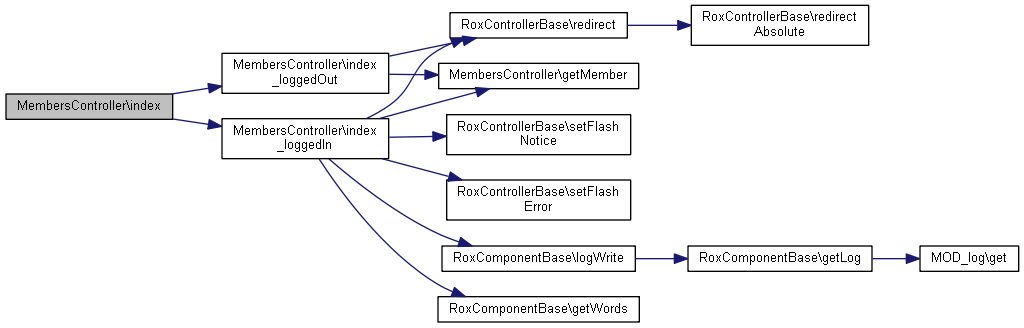 MembersController\index
MembersController\index
_loggedOut
MembersController\index
_loggedIn
RoxControllerBase\redirect
MembersController\getMember
RoxControllerBase\setFlash
Notice
RoxControllerBase\setFlash
Error
RoxComponentBase\logWrite
RoxComponentBase\getWords
RoxControllerBase\redirect
Absolute
RoxComponentBase\getLog
MOD_log\get